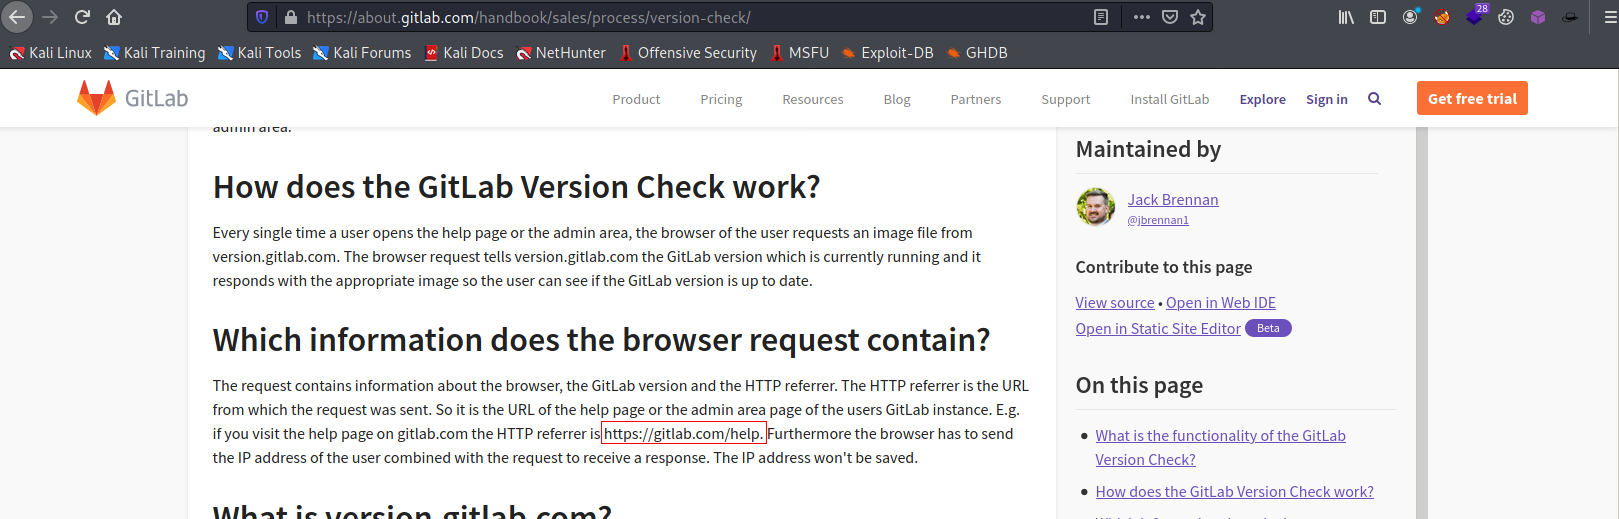 https://about.gitlab.com/handbook/sales/process/version-check/
28
Kali Linux Kali Training Kali Tools Kali Forums Kali Docs NetHunter Offensive Security MSFU Exploit-DB GHDB
GitLab Product Pricing Resources Blog Partners Support Install GitLab Explore Sign in Get free trial
admin area.
How does the GitLab Version Check work?
Every single time a user opens the help page or the admin area, the browser of the user requests an image file from
version.gitlab.com. The browser request tells version.gitlab.com the GitLab version which is currently running and it
responds with the appropriate image so the user can see if the GitLab version is up to date.
Which information does the browser request contain?
The request contains information about the browser, the GitLab version and the HTTP referrer. The HTTP referrer is the URL
from which the request was sent. So it is the URL of the help page or the admin area page of the users GitLab instance. E.g.
if you visit the help page on gitlab.com the HTTP referrer is https://gitlab.com/help. Furthermore the browser has to send
the IP address of the user combined with the request to receive a response. The IP address won't be saved.
What is version.gitlab.com?
Maintained by
Jack Brennan
@jbrennan1
Contribute to this page
View source • Open in Web IDE
Open in Static Site Editor Beta
On this page
• What is the functionality of the GitLab
Version Check?
• How does the GitLab Version Check work?